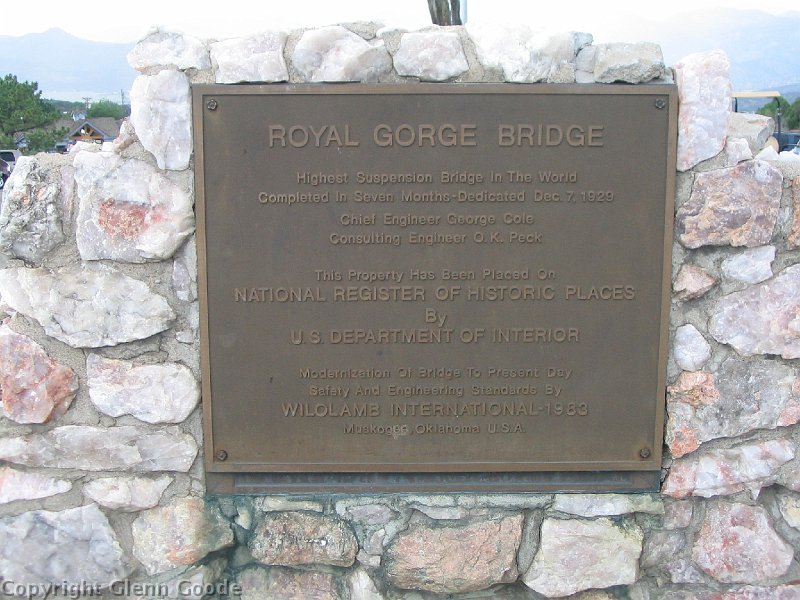 ROYAL GORGE BRIDGE
Highest Suspension Bridge In The World
Completed In Seven Months-Dedicated Dec. 7, 1929
Chief Engineer George Cole
Consulting Engineer O.K. Peck
This Property Has Been Placed On
NATIONAL REGISTER OF HISTORIC PLACES
By
U.S. DEPARTMENT OF INTERIOR
Modernization Of Bridge To Present Day
Safety And Engineering Standards By
WILOLAMB INTERNATIONAL-1983
Muskogee, Oklahoma U.S.A.
Copyright Glenn Goode